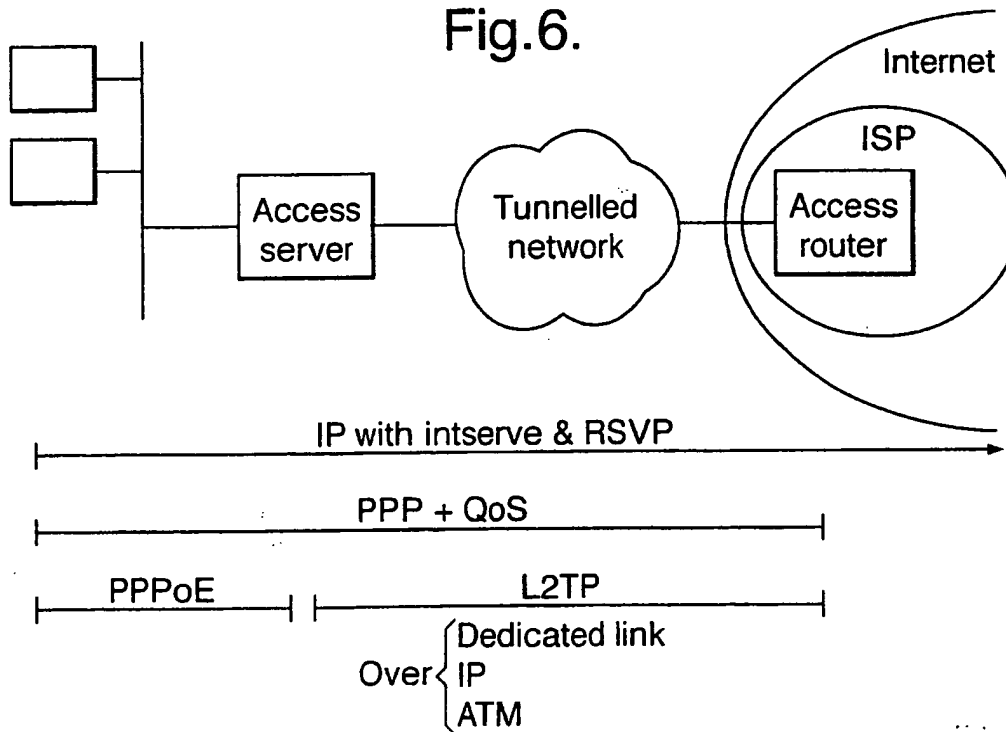 Fig.6.
Internet
ISP
Access
server
Tunnelled
network
Access
router
IP with intserve & RSVP
PPP + QoS
PPPoE
L2TP
Over
Dedicated link
IP
ATM